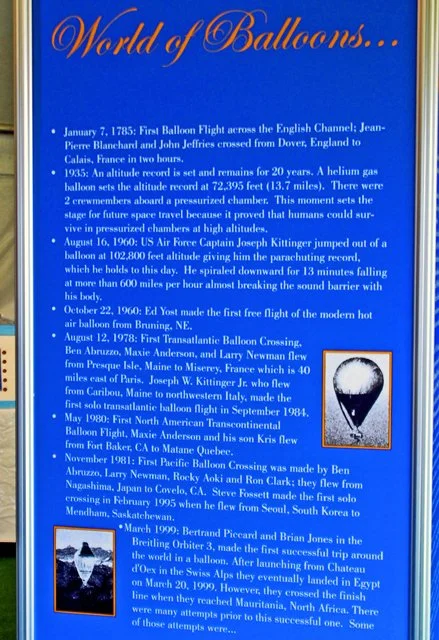 World of Balloons...
• January 7, 1785: First Balloon Flight across the English Channel; Jean-
Pierre Blanchard and John Jeffries crossed from Dover, England to
Calais, France in two hours.
• 1935: An altitude record is set and remains for 20 years. A helium gas
balloon sets the altitude record at 72,395 feet (13.7 miles). There were
2 crewmembers aboard a pressurized chamber. This moment sets the
stage for future space travel because it proved that humans could sur-
vive in pressurized chambers at high altitudes.
• August 16, 1960: US Air Force Captain Joseph Kittinger jumped out of a
balloon at 102,800 feet altitude giving him the parachuting record,
which he holds to this day. He spiraled downward for 13 minutes falling
at more than 600 miles per hour almost breaking the sound barrier with
his body.
• October 22, 1960: Ed Yost made the first free flight of the modern hot
air balloon from Bruning, NE.
• August 12, 1978: First Transatlantic Balloon Crossing,
Ben Abruzzo, Maxie Anderson, and Larry Newman flew
from Presque Isle, Maine to Miserey, France which is 40
miles east of Paris. Joseph W. Kittinger Jr. who flew
from Caribou, Maine to northwestern Italy, made the
first solo transatlantic balloon flight in September 1984.
• May 1980: First North American Transcontinental
Balloon Flight, Maxie Anderson and his son Kris flew
from Fort Baker, CA to Matane Quebec.
• November 1981: First Pacific Balloon Crossing was made by Ben
Abruzzo, Larry Newman, Rocky Aoki and Ron Clark; they flew from
Nagashima, Japan to Covelo, CA. Steve Fossett made the first solo
crossing in February 1995 when he flew from Seoul, South Korea to
Mendham, Saskatchewan.
• March 1999: Bertrand Piccard and Brian Jones in the
Breitling Orbiter 3, made the first successful trip around
the world in a balloon. After launching from Chateau
d'Oex in the Swiss Alps they eventually landed in Egypt
on March 20, 1999. However, they crossed the finish
line when they reached Mauritania, North Africa. There
were many attempts prior to this successful one. Some
of those attempts were...